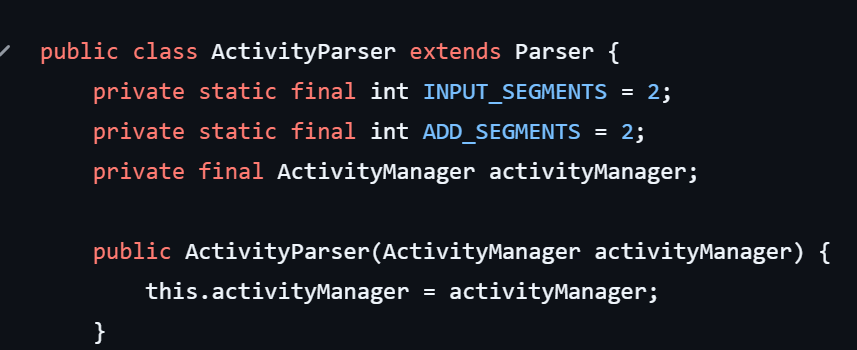 public class ActivityParser extends Parser {
    private static final int INPUT_SEGMENTS = 2;
    private static final int ADD_SEGMENTS = 2;
    private final ActivityManager activityManager;
    public ActivityParser(ActivityManager activityManager) {
        this.activityManager = activityManager;
    }